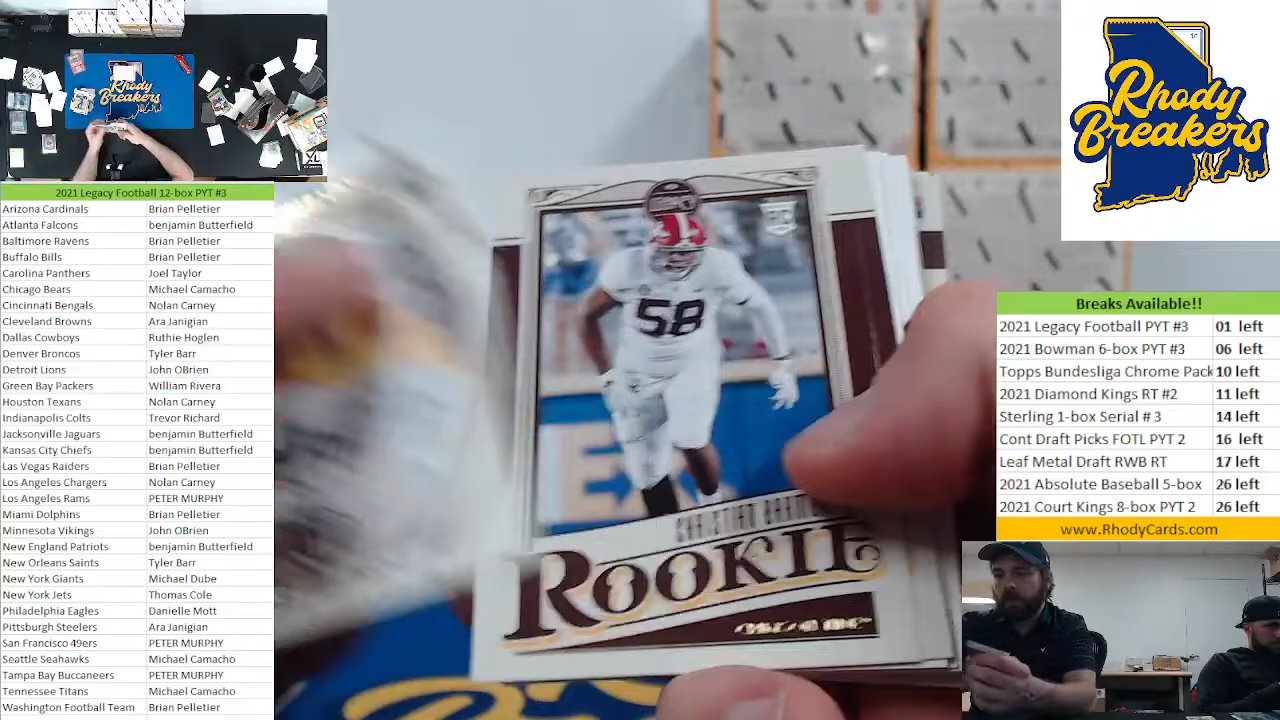 2021 Legacy Football 12-box PYT #3
Arizona Cardinals Brian Pelletier
Atlanta Falcons benjamin Butterfield
Baltimore Ravens Brian Pelletier
Buffalo Bills Brian Pelletier
Carolina Panthers Joel Taylor
Chicago Bears Michael Camacho
Cincinnati Bengals Nolan Carney
Cleveland Browns Ara Janigian
Dallas Cowboys Ruthie Hoglen
Denver Broncos Tyler Barr
Detroit Lions John OBrien
Green Bay Packers William Rivera
Houston Texans Nolan Carney
Indianapolis Colts Trevor Richard
Jacksonville Jaguars benjamin Butterfield
Kansas City Chiefs benjamin Butterfield
Las Vegas Raiders Brian Pelletier
Los Angeles Chargers Nolan Carney
Los Angeles Rams PETER MURPHY
Miami Dolphins Brian Pelletier
Minnesota Vikings John OBrien
New England Patriots benjamin Butterfield
New Orleans Saints Tyler Barr
New York Giants Michael Dube
New York Jets Thomas Cole
Philadelphia Eagles Danielle Mott
Pittsburgh Steelers Ara Janigian
San Francisco 49ers PETER MURPHY
Seattle Seahawks Michael Camacho
Tampa Bay Buccaneers PETER MURPHY
Tennessee Titans Michael Camacho
Washington Football Team Brian Pelletier
Rhody
Breakers
RC
58
CHRISTIAN
ROOKIE
Rhody
Breakers
Breaks Available!!
2021 Legacy Football PYT #3 01 left
2021 Bowman 6-box PYT #3 06 left
Topps Bundesliga Chrome Pack 10 left
2021 Diamond Kings RT #2 11 left
Sterling 1-box Serial # 3 14 left
Cont Draft Picks FOTL PYT 2 16 left
Leaf Metal Draft RWB RT 17 left
2021 Absolute Baseball 5-box 26 left
2021 Court Kings 8-box PYT 2 26 left
www.RhodyCards.com